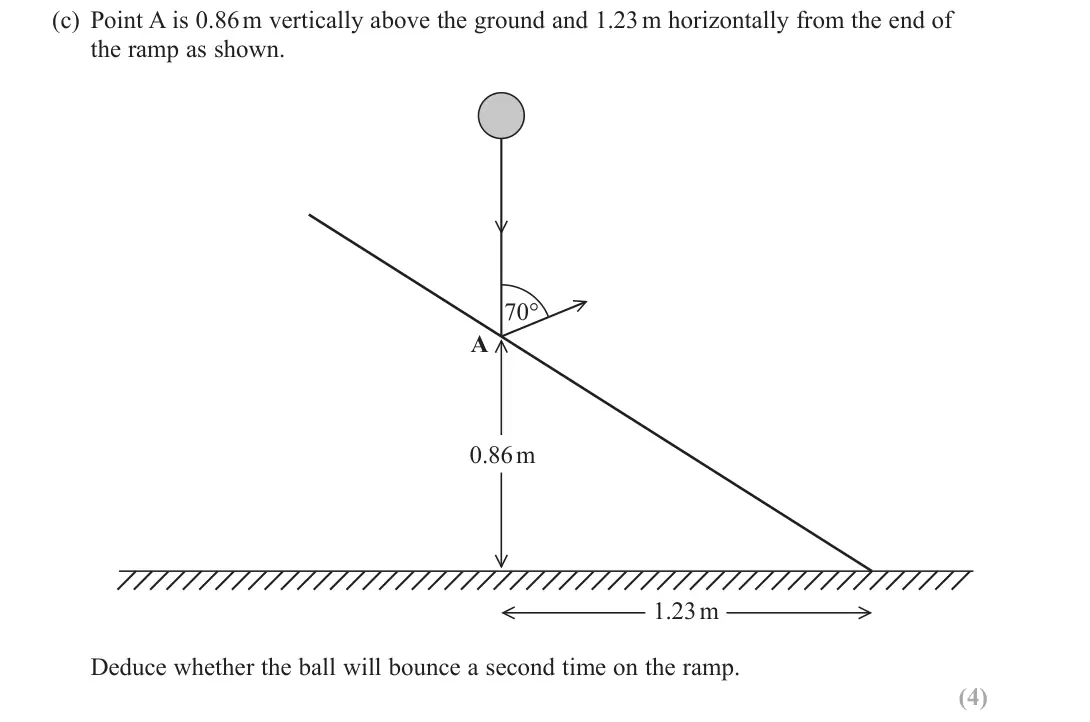 (c) Point A is 0.86 m vertically above the ground and 1.23 m horizontally from the end of
the ramp as shown.
70°
A
0.86 m
1.23 m
Deduce whether the ball will bounce a second time on the ramp.
(4)